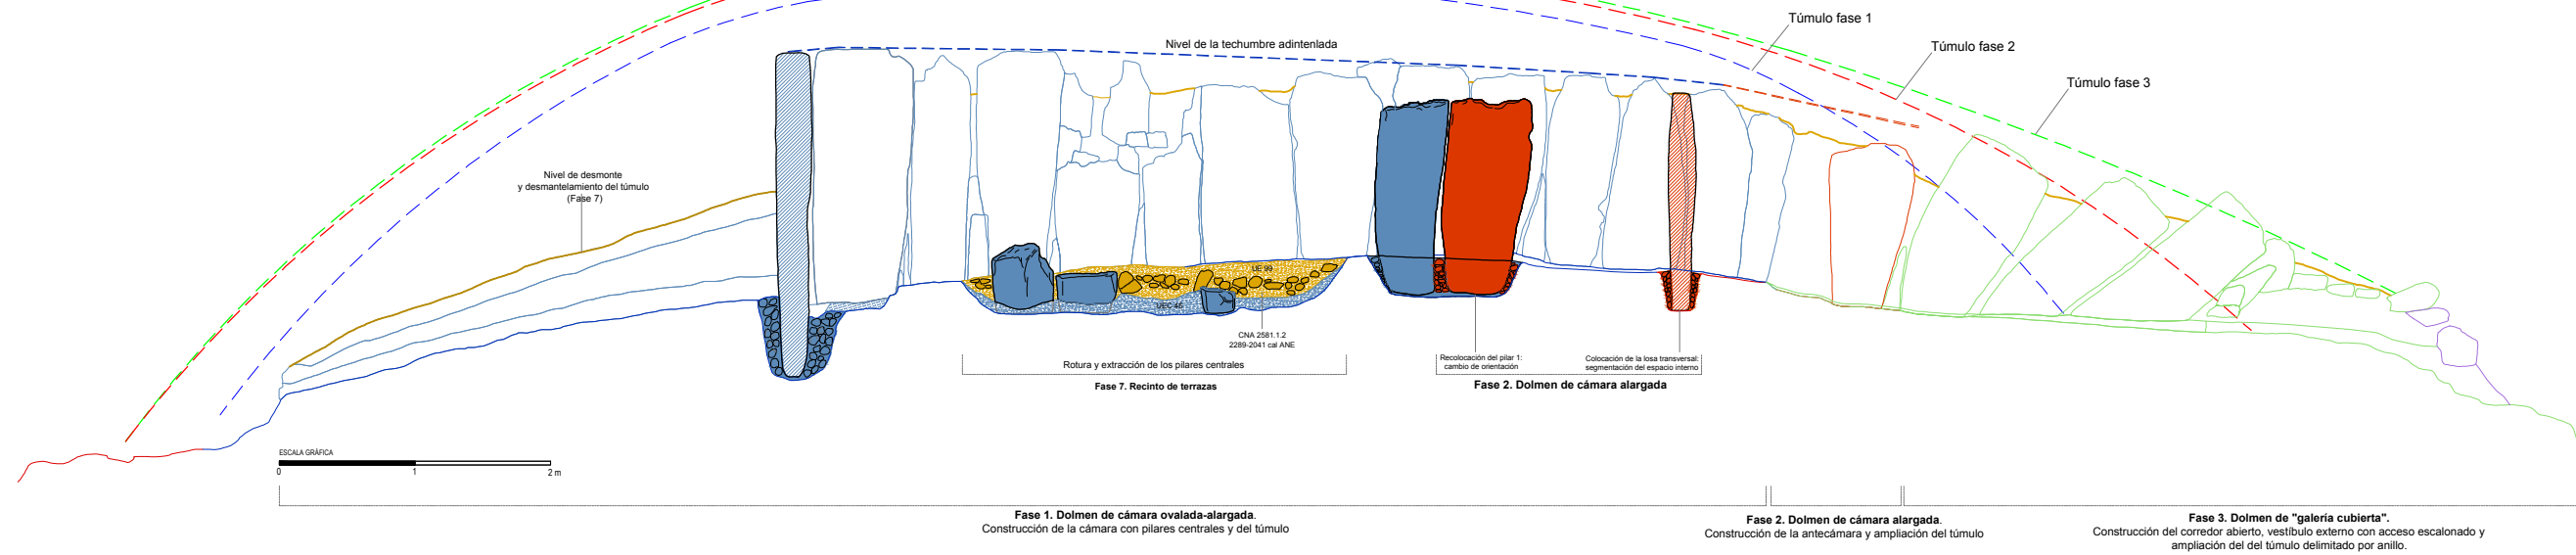 Túmulo fase 1
Túmulo fase 2
Túmulo fase 3
Nivel de la techumbre adintenlada
Nivel de desmonte
y desmantelamiento del túmulo
(Fase 7)
UE 99
UEC 46
CNA 2581.1.2
2289-2041 cal ANE
Rotura y extracción de los pilares centrales
Fase 7. Recinto de terrazas
Recolocación del pilar 1:
cambio de orientación
Colocación de la losa transversal:
segmentación del espacio interno
Fase 2. Dolmen de cámara alargada
ESCALA GRÁFICA
0 1 2 m
Fase 1. Dolmen de cámara ovalada-alargada.
Construcción de la cámara con pilares centrales y del túmulo
Fase 2. Dolmen de cámara alargada.
Construcción de la antecámara y ampliación del túmulo
Fase 3. Dolmen de "galería cubierta".
Construcción del corredor abierto, vestíbulo externo con acceso escalonado y
ampliación del del túmulo delimitado por anillo.